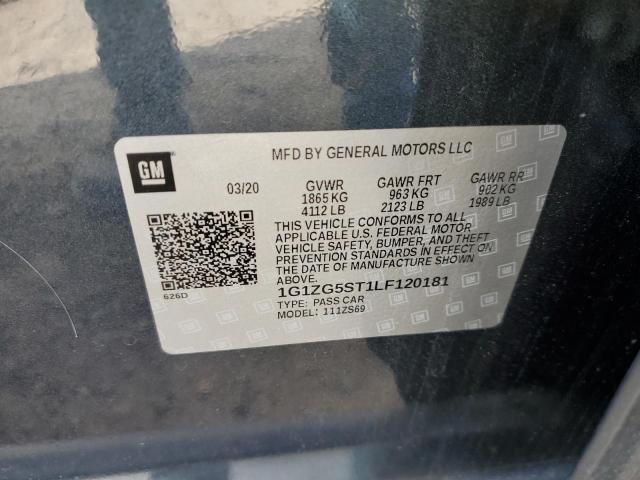 GM
MFD BY GENERAL MOTORS LLC
03/20 GVWR GAWR FRT GAWR RR
1865 KG 963 KG 902 KG
4112 LB 2123 LB 1989 LB
THIS VEHICLE CONFORMS TO ALL
APPLICABLE U.S. FEDERAL MOTOR
VEHICLE SAFETY, BUMPER, AND THEFT
PREVENTION STANDARDS IN EFFECT ON
THE DATE OF MANUFACTURE SHOWN
ABOVE.
626D
1G1ZG5ST1LF120181
TYPE: PASS CAR
MODEL: 111ZS69